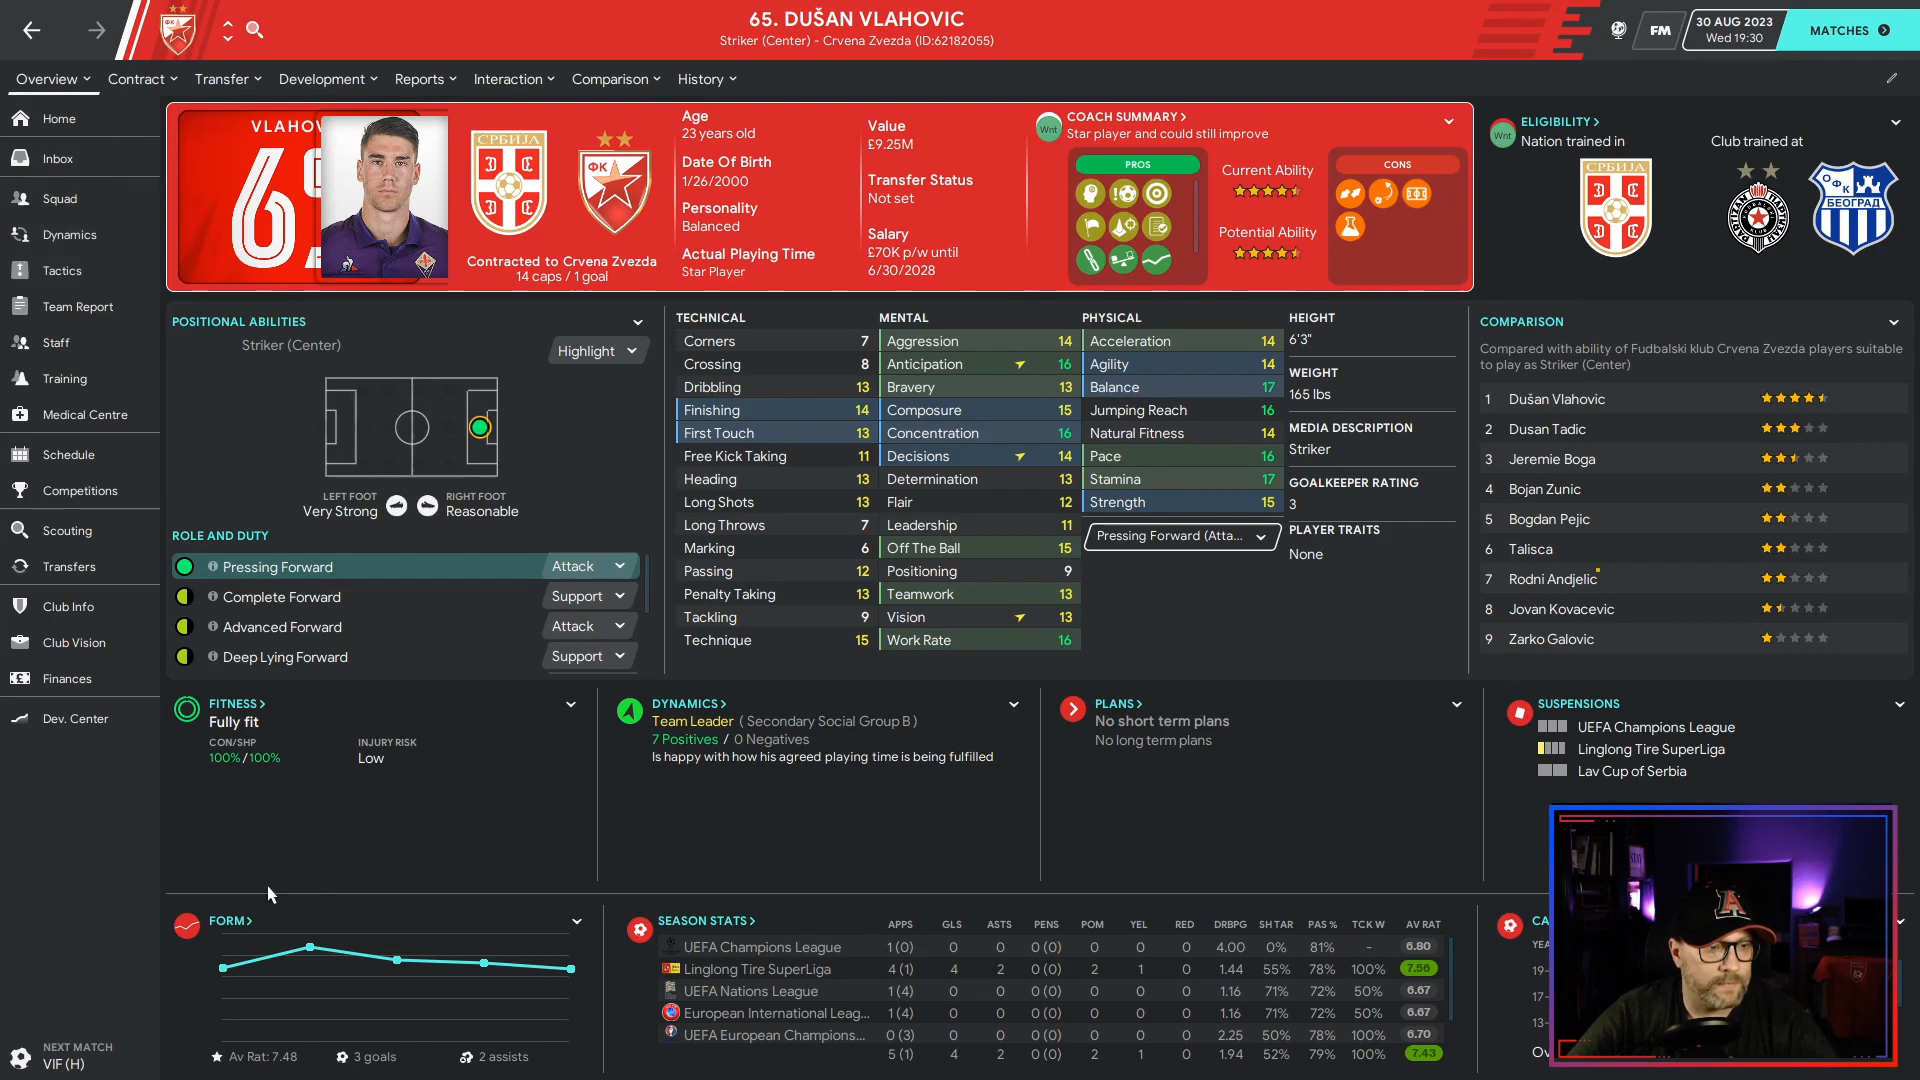 65. DUŠAN VLAHOVIC
Striker (Center) - Crvena Zvezda (ID:62182055)
FM
30 AUG 2023
Wed 19:30
MATCHES
Overview
Contract
Transfer
Development
Reports
Interaction
Comparison
History
Home
Inbox
Squad
Dynamics
Tactics
Team Report
Staff
Training
Medical Centre
Schedule
Competitions
Scouting
Transfers
Club Info
Club Vision
Finances
Dev. Center
NEXT MATCH
VIF (H)
VLAHOV
СРБИЈА
ФК
Contracted to Crvena Zvezda
14 caps / 1 goal
Age
23 years old
Date Of Birth
1/26/2000
Personality
Balanced
Actual Playing Time
Star Player
Value
£9.25M
Transfer Status
Not set
Salary
£70K p/w until
6/30/2028
Wnt
COACH SUMMARY >
Star player and could still improve
PROS
Current Ability
Potential Ability
CONS
Wnt
ELIGIBILITY >
Nation trained in
Club trained at
СРБИЈА
ОФК
БЕОГРАД
POSITIONAL ABILITIES
Striker (Center)
Highlight
LEFT FOOT
Very Strong
RIGHT FOOT
Reasonable
ROLE AND DUTY
Pressing Forward Attack
Complete Forward Support
Advanced Forward Attack
Deep Lying Forward Support
TECHNICAL
Corners 7
Crossing 8
Dribbling 13
Finishing 14
First Touch 13
Free Kick Taking 11
Heading 13
Long Shots 13
Long Throws 7
Marking 6
Passing 12
Penalty Taking 13
Tackling 9
Technique 15
MENTAL
Aggression 14
Anticipation 16
Bravery 13
Composure 15
Concentration 16
Decisions 14
Determination 13
Flair 12
Leadership 11
Off The Ball 15
Positioning 9
Teamwork 13
Vision 13
Work Rate 16
PHYSICAL
Acceleration 14
Agility 14
Balance 17
Jumping Reach 16
Natural Fitness 14
Pace 16
Stamina 17
Strength 15
Pressing Forward (Atta...
HEIGHT
6'3"
WEIGHT
165 lbs
MEDIA DESCRIPTION
Striker
GOALKEEPER RATING
3
PLAYER TRAITS
None
COMPARISON
Compared with ability of Fudbalski klub Crvena Zvezda players suitable
to play as Striker (Center)
1 Dušan Vlahovic
2 Dusan Tadic
3 Jeremie Boga
4 Bojan Zunic
5 Bogdan Pejic
6 Talisca
7 Rodni Andjelic
8 Jovan Kovacevic
9 Zarko Galovic
FITNESS >
Fully fit
CON/SHP
100%/100%
INJURY RISK
Low
DYNAMICS >
Team Leader ( Secondary Social Group B )
7 Positives / 0 Negatives
Is happy with how his agreed playing time is being fulfilled
PLANS >
No short term plans
No long term plans
SUSPENSIONS
UEFA Champions League
Linglong Tire SuperLiga
Lav Cup of Serbia
FORM >
Av Rat: 7.48
3 goals
2 assists
SEASON STATS > APPS GLS ASTS PENS POM YEL RED DRBPG SH TAR PAS % TCK W AV RAT
UEFA Champions League 1 (0) 0 0 0 (0) 0 0 0 4.00 0% 81% - 6.80
Linglong Tire SuperLiga 4 (1) 4 2 0 (0) 2 1 0 1.44 55% 78% 100% 7.56
UEFA Nations League 1 (4) 0 0 0 (0) 0 0 0 1.16 71% 72% 50% 6.67
European International Leag... 1 (4) 0 0 0 (0) 0 0 0 1.16 71% 72% 50% 6.67
UEFA European Champions... 0 (3) 0 0 0 (0) 0 0 0 2.25 50% 78% 100% 6.70
5 (1) 4 2 0 (0) 2 1 0 1.94 52% 79% 100% 7.43
CA
YEA
19-
17-
13-
Ov
A